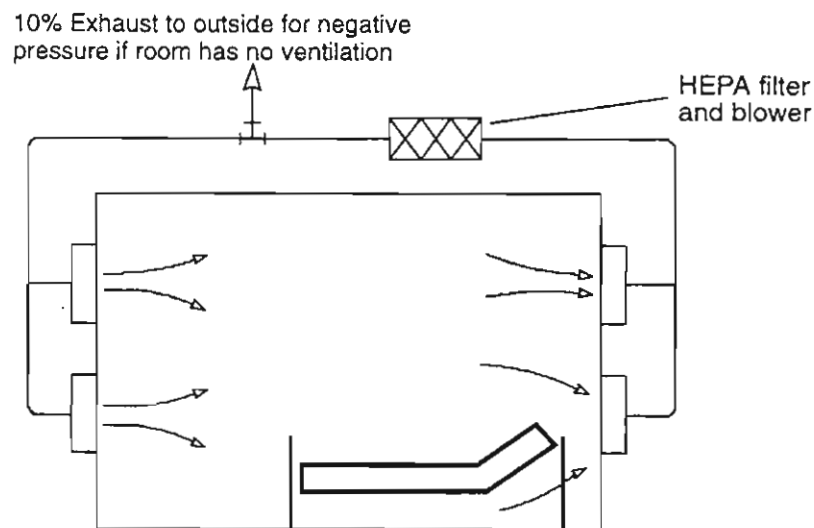 10% Exhaust to outside for negative
pressure if room has no ventilation
HEPA filter
and blower